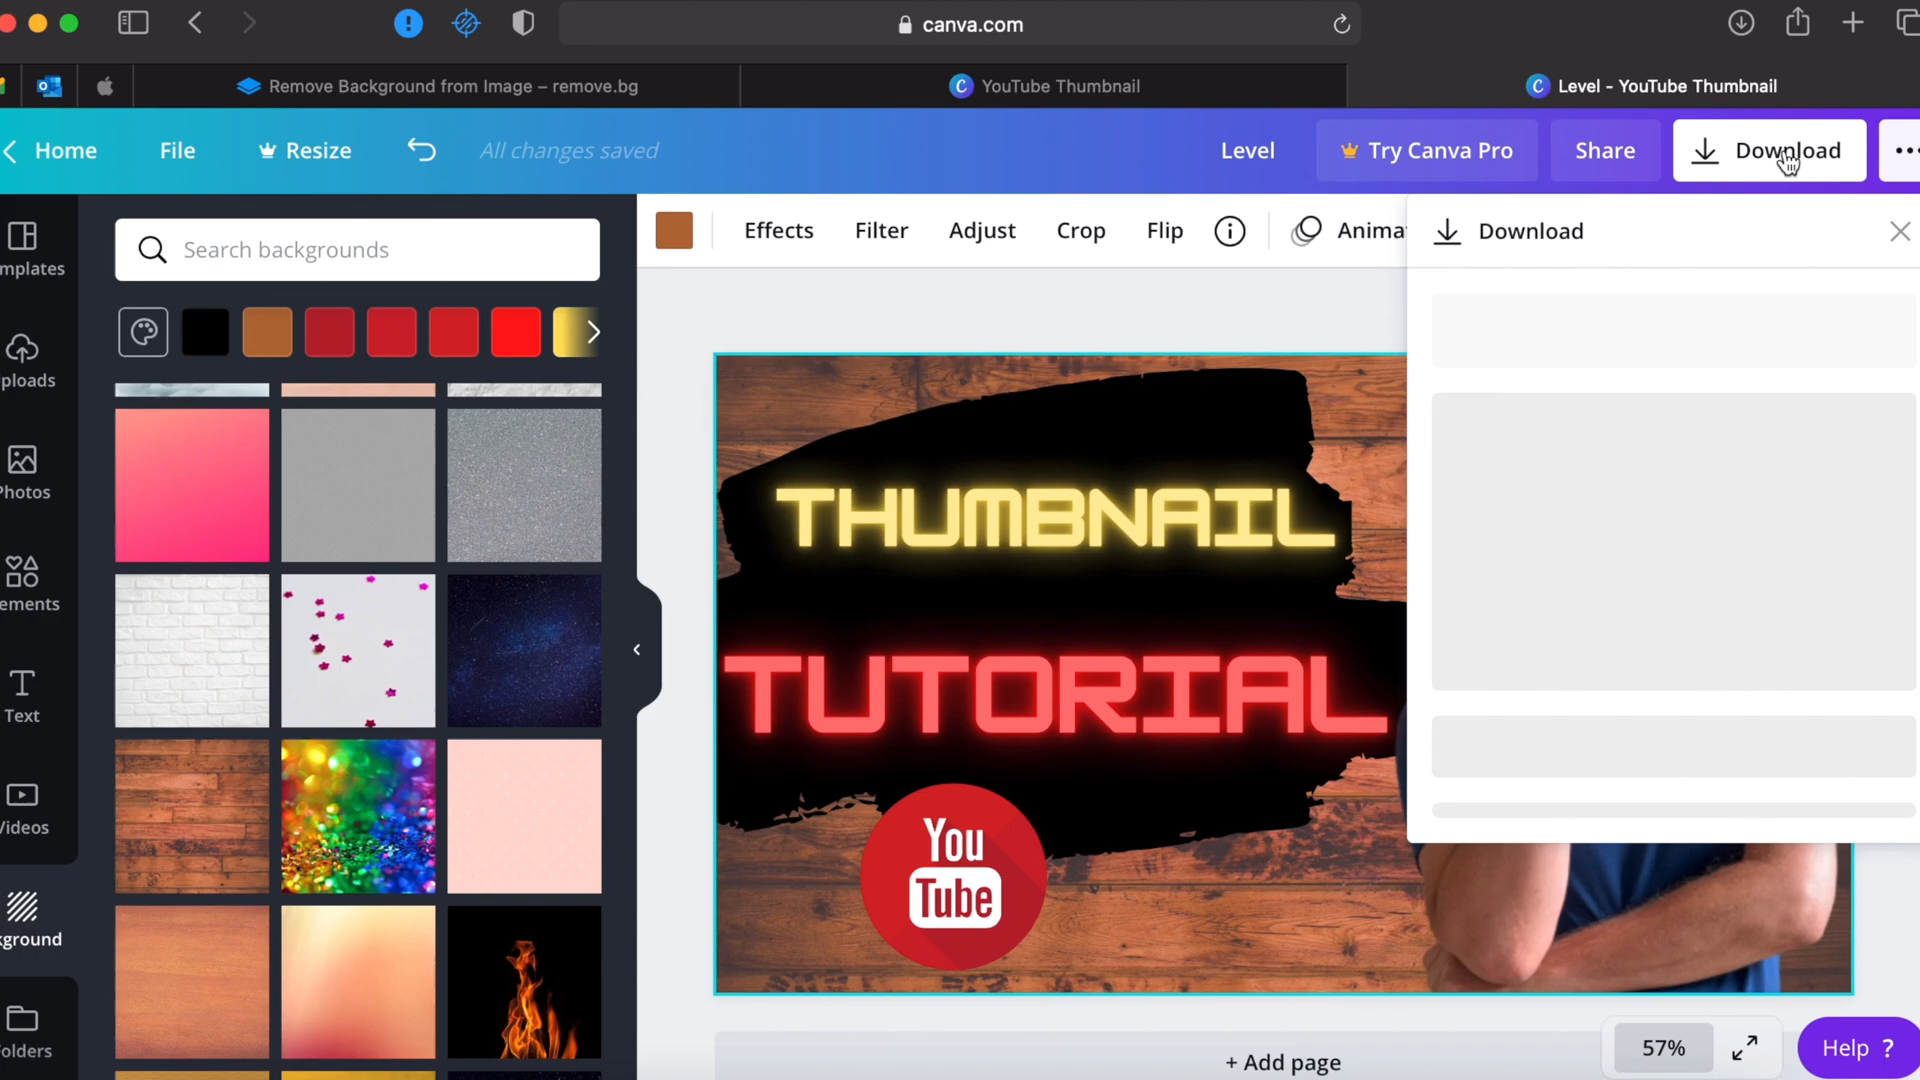 canva.com
Remove Background from Image – remove.bg
YouTube Thumbnail
Level - YouTube Thumbnail
Home
File
Resize
All changes saved
Level
Try Canva Pro
Share
Download
Search backgrounds
Effects
Filter
Adjust
Crop
Flip
Animat
Download
mplates
ploads
Photos
ements
Text
Videos
kground
olders
THUMBNAIL
TUTORIAL
You
Tube
+ Add page
57%
Help ?